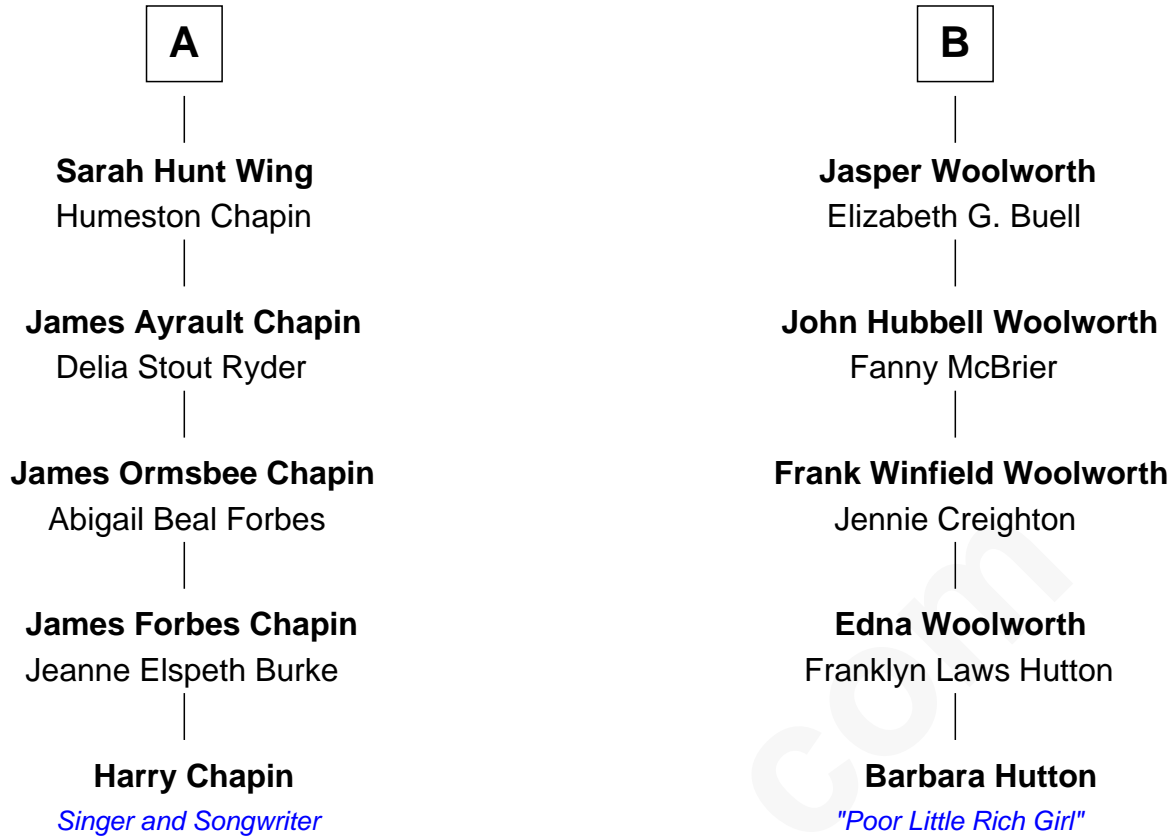 A
Sarah Hunt Wing
Humeston Chapin
James Ayrault Chapin
Delia Stout Ryder
James Ormsbee Chapin
Abigail Beal Forbes
James Forbes Chapin
Jeanne Elspeth Burke
Harry Chapin
Singer and Songwriter
B
Jasper Woolworth
Elizabeth G. Buell
John Hubbell Woolworth
Fanny McBrier
Frank Winfield Woolworth
Jennie Creighton
Edna Woolworth
Franklyn Laws Hutton
Barbara Hutton
"Poor Little Rich Girl"
com